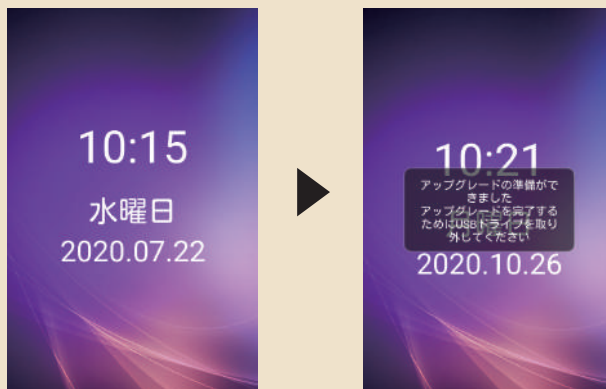 10:15
水曜日
2020.07.22
10:21
アップグレードの準備がで
きました
アップグレードを完了する
ためにUSBドライブを取り
外してください
2020.10.26